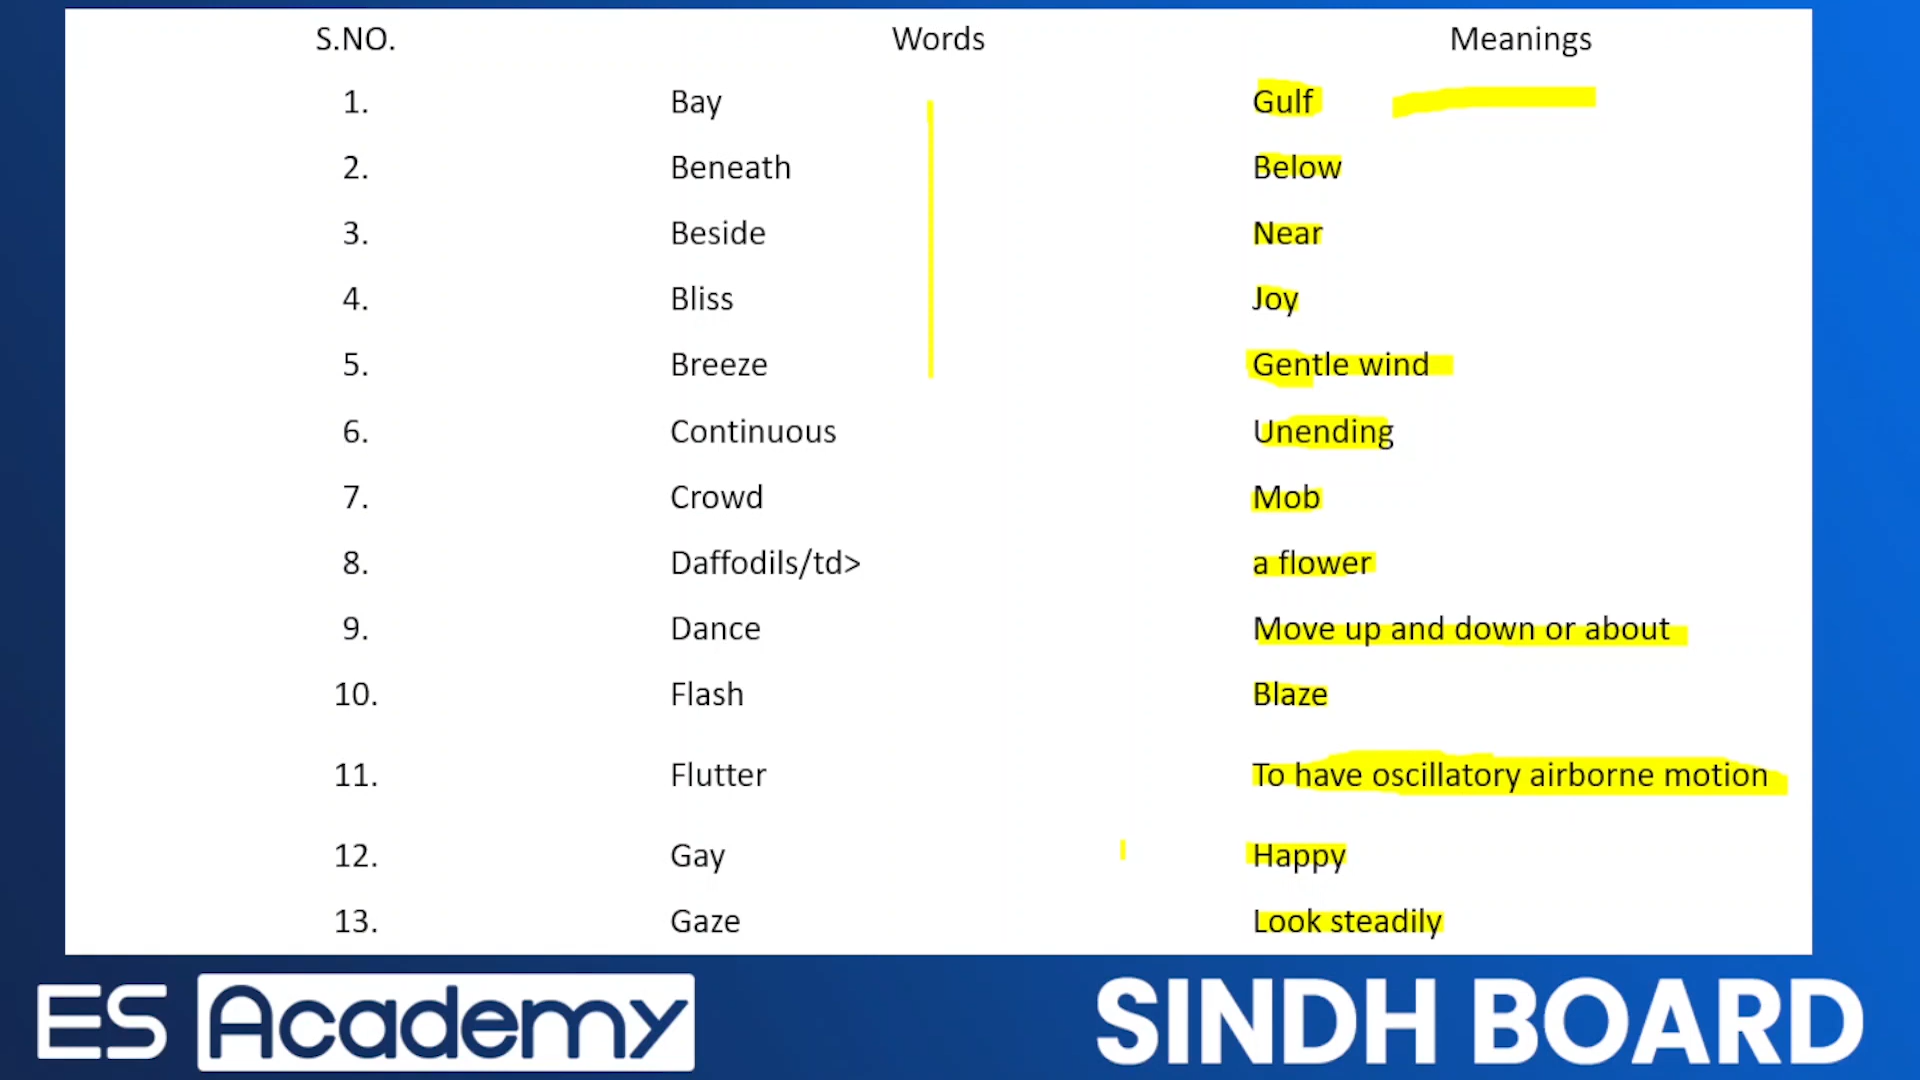 S.NO. Words Meanings
1. Bay Gulf
2. Beneath Below
3. Beside Near
4. Bliss Joy
5. Breeze Gentle wind
6. Continuous Unending
7. Crowd Mob
8. Daffodils/td> a flower
9. Dance Move up and down or about
10. Flash Blaze
11. Flutter To have oscillatory airborne motion
12. Gay Happy
13. Gaze Look steadily
ES Academy SINDH BOARD